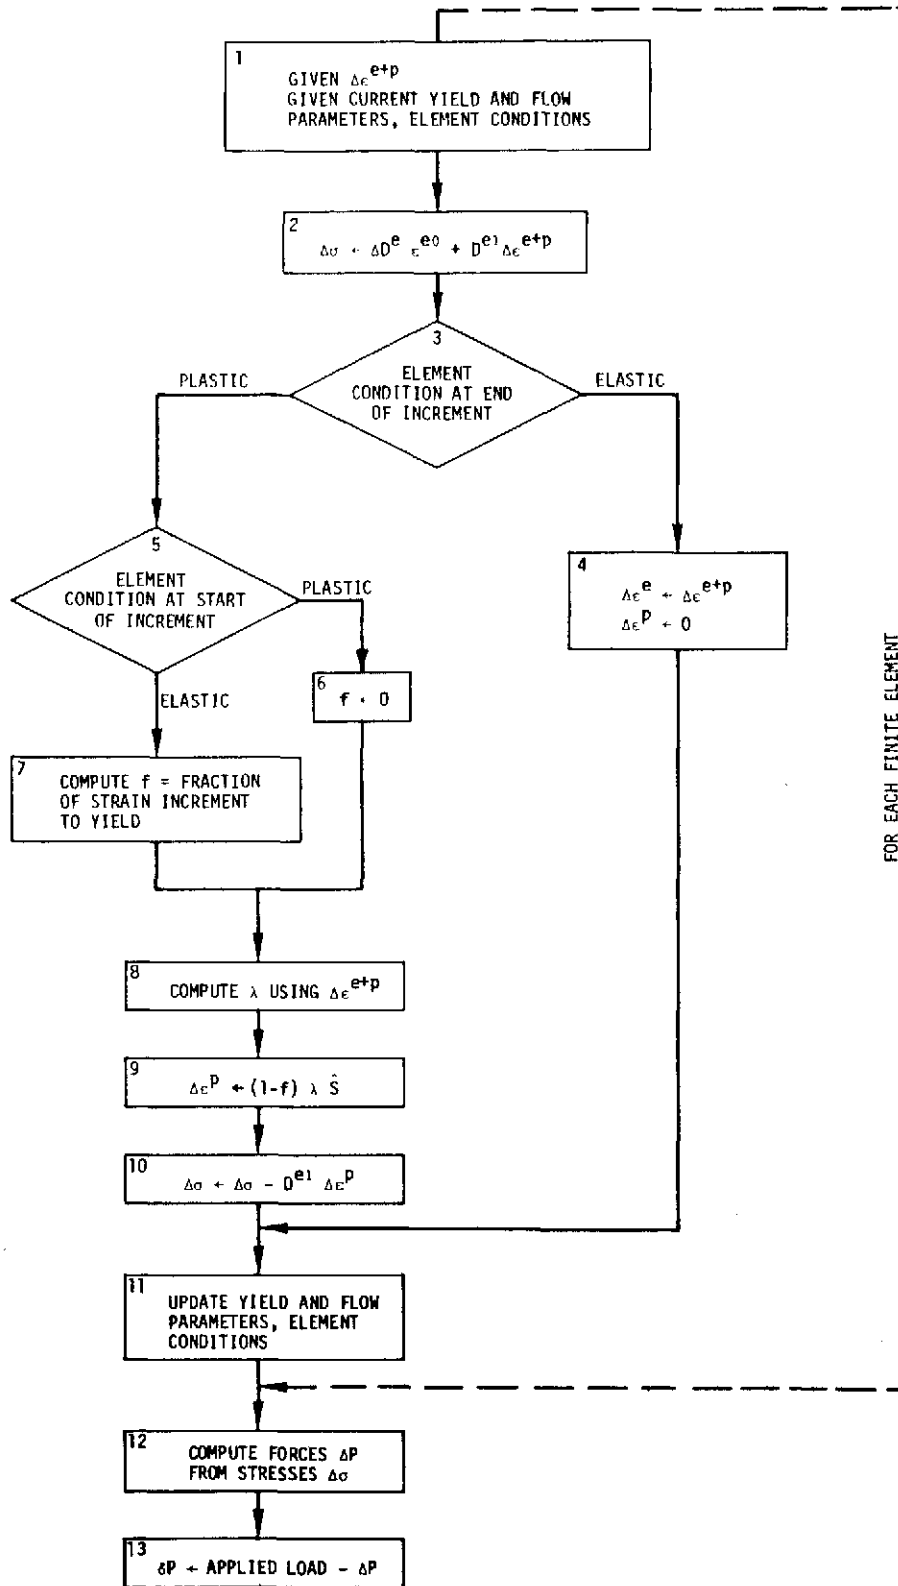 1
GIVEN Δε^e+p
GIVEN CURRENT YIELD AND FLOW
PARAMETERS, ELEMENT CONDITIONS
2
Δσ ← ΔD^e ε^e0 + D^e1 Δε^e+p
3
ELEMENT
CONDITION AT END
OF INCREMENT
PLASTIC
ELASTIC
5
ELEMENT
CONDITION AT START
OF INCREMENT
PLASTIC
ELASTIC
4
Δε^e ← Δε^e+p
Δε^p ← 0
6
f ← 0
7
COMPUTE f = FRACTION
OF STRAIN INCREMENT
TO YIELD
FOR EACH FINITE ELEMENT
8
COMPUTE λ USING Δε^e+p
9
Δε^p ← (1-f) λ Ŝ
10
Δσ ← Δσ - D^e1 Δε^p
11
UPDATE YIELD AND FLOW
PARAMETERS, ELEMENT
CONDITIONS
12
COMPUTE FORCES ΔP
FROM STRESSES Δσ
13
δP ← APPLIED LOAD - ΔP